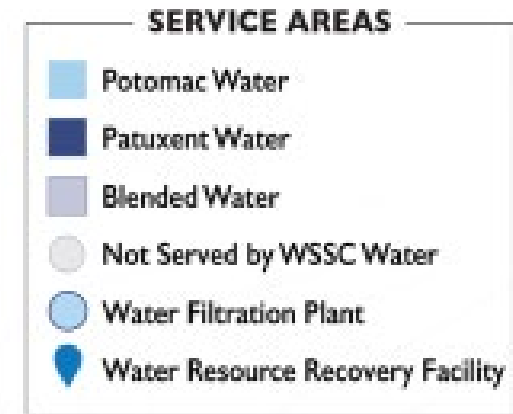 SERVICE AREAS
Potomac Water
Patuxent Water
Blended Water
Not Served by WSSC Water
Water Filtration Plant
Water Resource Recovery Facility